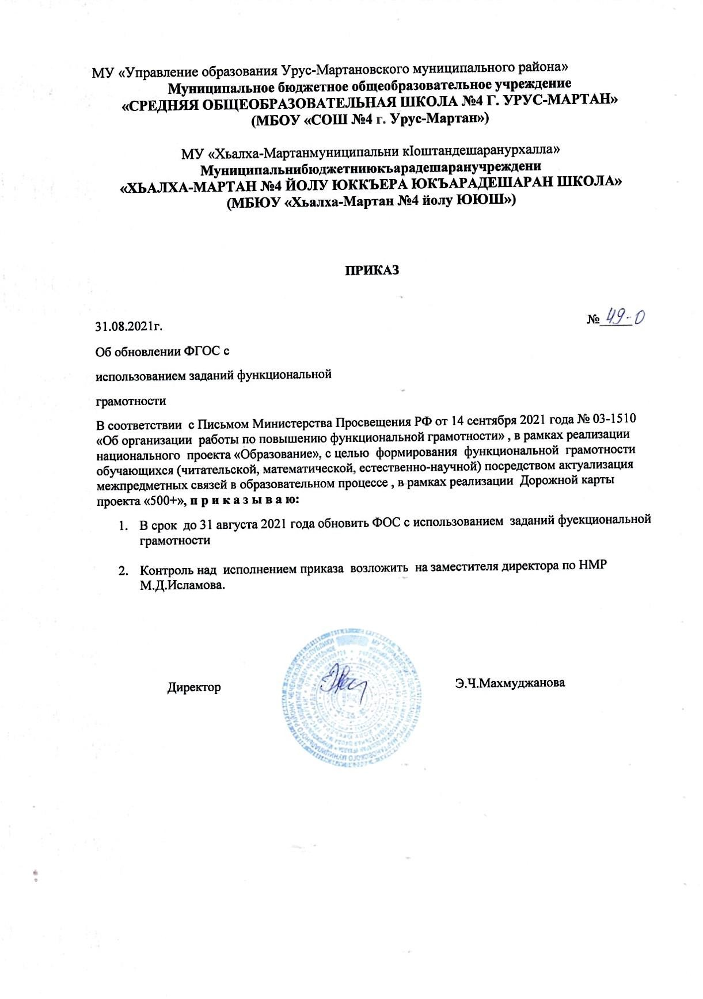 МУ «Управление образования Урус-Мартановского муниципального района»
Муниципальное бюджетное общеобразовательное учреждение
«СРЕДНЯЯ ОБЩЕОБРАЗОВАТЕЛЬНАЯ ШКОЛА №4 Г. УРУС-МАРТАН»
(МБОУ «СОШ №4 г. Урус-Мартан»)
МУ «Хьалха-Мартанмуниципальни кӀоштандешаранурхалла»
Муниципальнибюджетниюкъарадешаранучреждени
«ХЬАЛХА-МАРТАН №4 ЙОЛУ ЮККЪЕРА ЮКЪАРАДЕШАРАН ШКОЛА»
(МБЮУ «Хьалха-Мартан №4 йолу ЮЮШ»)
ПРИКАЗ
31.08.2021г. № 49-О
Об обновлении ФГОС с
использованием заданий функциональной
грамотности
В соответствии с Письмом Министерства Просвещения РФ от 14 сентября 2021 года № 03-1510
«Об организации работы по повышению функциональной грамотности» , в рамках реализации
национального проекта «Образование», с целью формирования функциональной грамотности
обучающихся (читательской, математической, естественно-научной) посредством актуализация
межпредметных связей в образовательном процессе , в рамках реализации Дорожной карты
проекта «500+», п р и к а з ы в а ю:
1. В срок до 31 августа 2021 года обновить ФОС с использованием заданий фуекциональной
грамотности
2. Контроль над исполнением приказа возложить на заместителя директора по НМР
М.Д.Исламова.
Директор Э.Ч.Махмуджанова